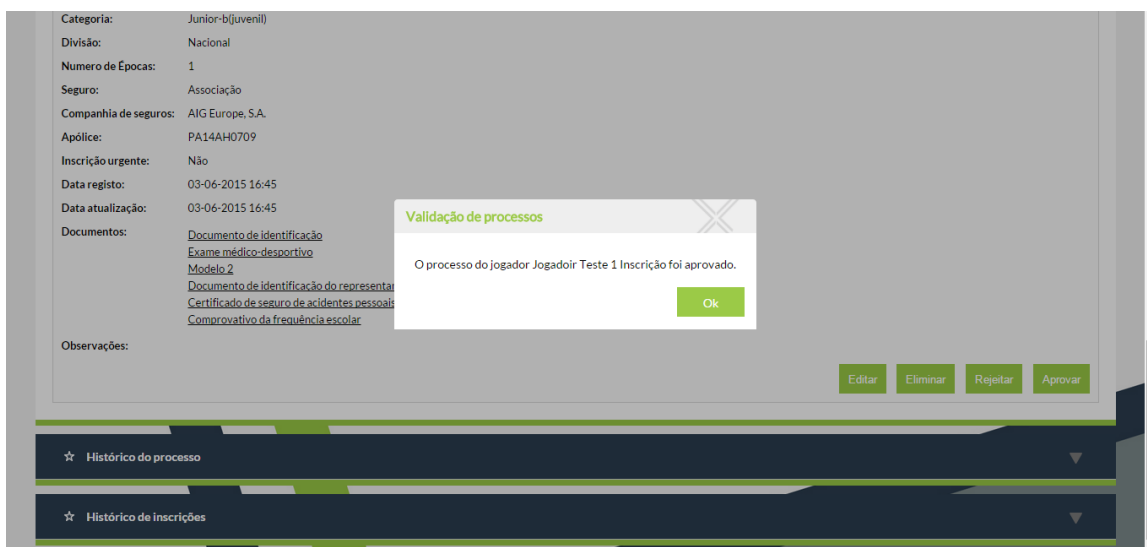 Categoria: Junior-b(juvenil)
Divisão: Nacional
Numero de Épocas: 1
Seguro: Associação
Companhia de seguros: AIG Europe, S.A.
Apólice: PA14AH0709
Inscrição urgente: Não
Data registo: 03-06-2015 16:45
Data atualização: 03-06-2015 16:45
Documentos: Documento de identificação
Exame médico-desportivo
Modelo 2
Documento de identificação do
Certificado de seguro de acidentes pessoais
Comprovativo da frequência escolar
Observações:
Validação de processos
O processo do jogador Jogadoir Teste 1 Inscrição foi aprovado.
Ok
Editar Eliminar Rejeitar Aprovar
Histórico do processo
Histórico de inscrições